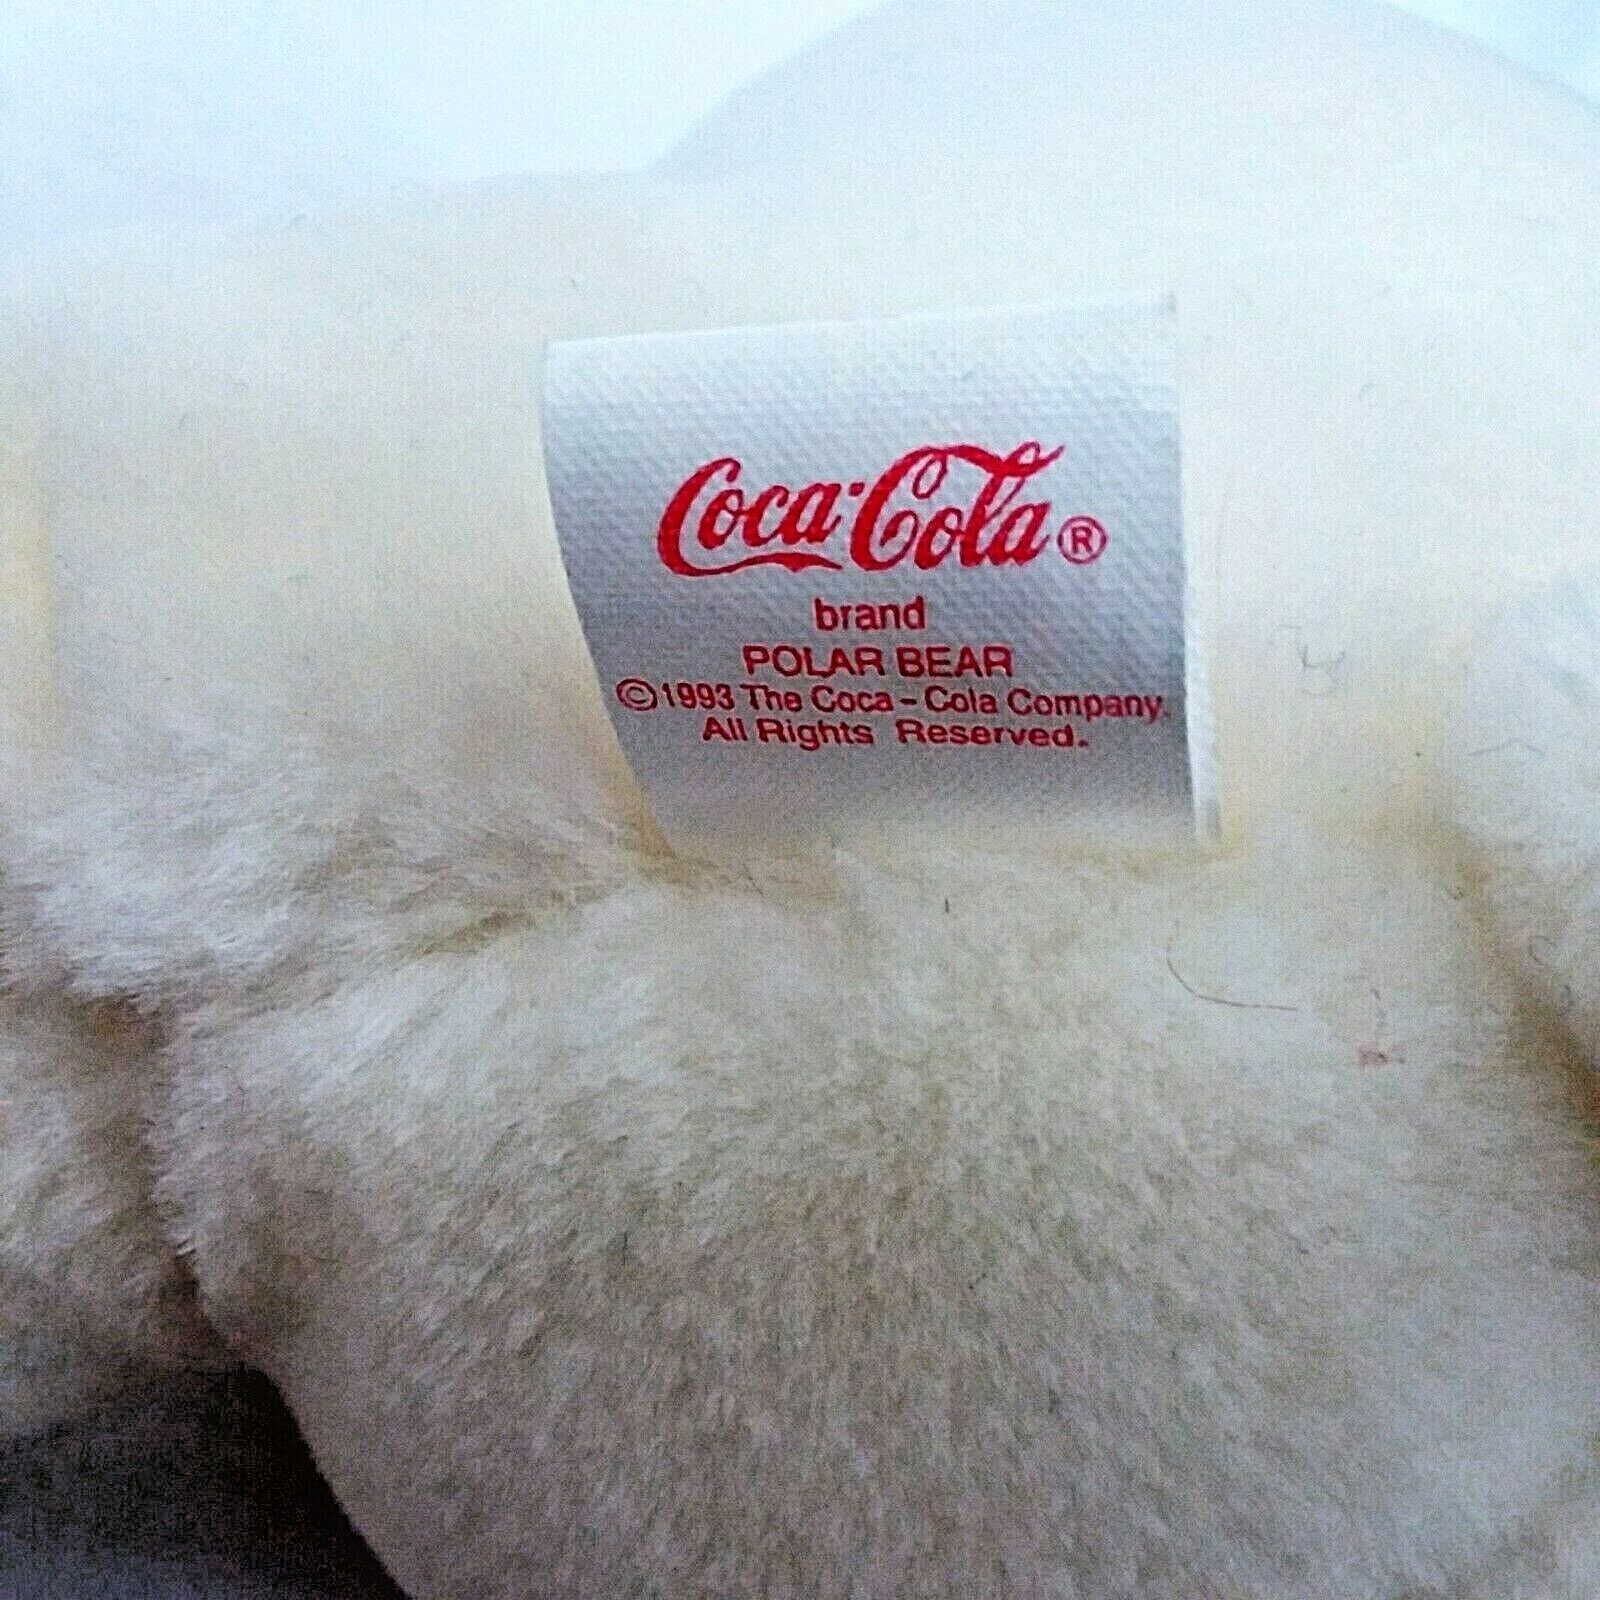 Coca-Cola®
brand
POLAR BEAR
©1993 The Coca-Cola Company.
All Rights Reserved.